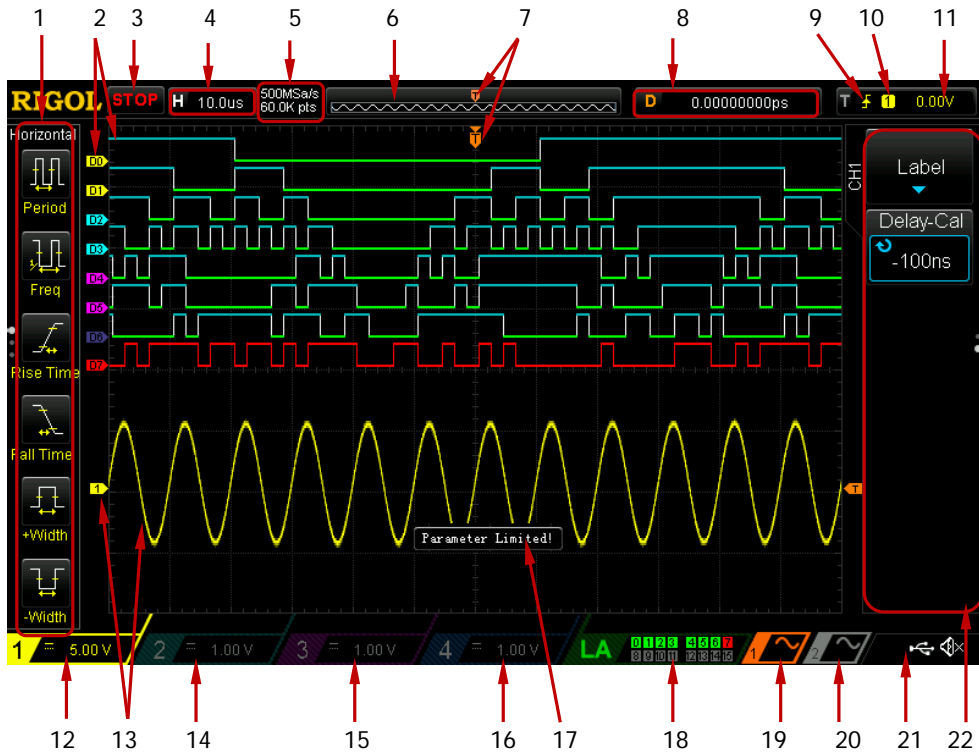 1 2 3 4 5 6 7 8 9 10 11
RIGOL STOP H 10.0us 500MSa/s 60.0K pts T D 0.00000000ps T 1 0.00V
Horizontal
Period
Freq
Rise Time
Fall Time
+Width
-Width
T
D0
D1
D2
D3
D4
D5
D6
D7
1
T
Parameter Limited!
CH1
Label
Delay-Cal
-100ns
1 5.00 V 2 1.00 V 3 1.00 V 4 1.00 V LA 0 1 2 3 4 5 6 7 1 2
8 9 10 11 12 13 14 15
12 13 14 15 16 17 18 19 20 21 22